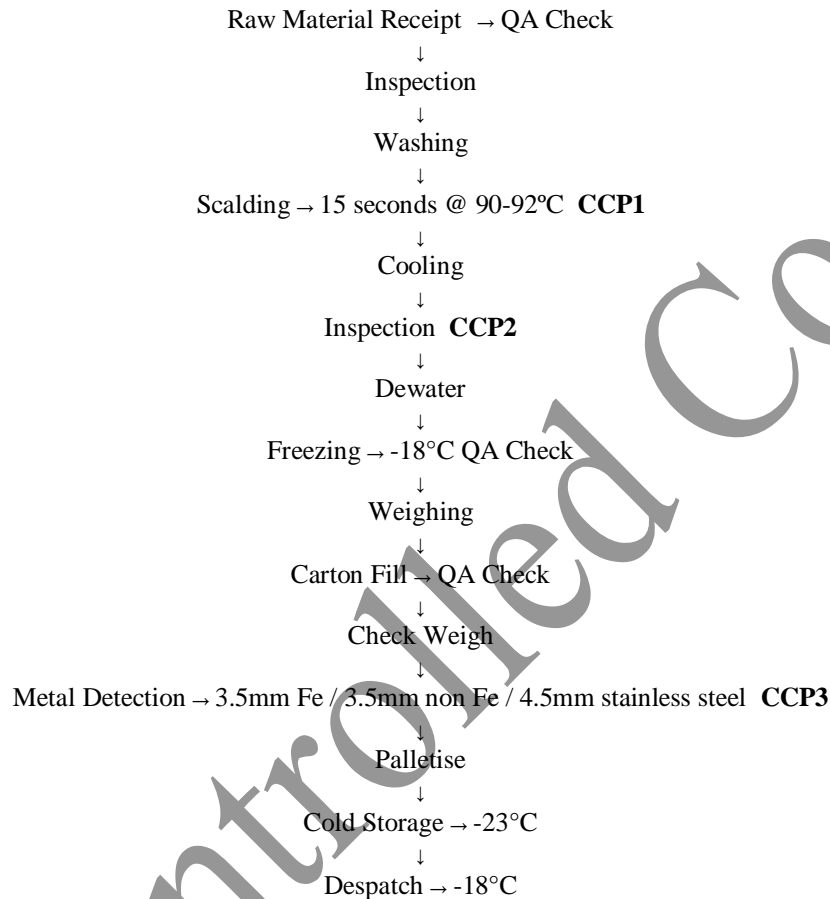 Raw Material Receipt → QA Check
↓
Inspection
↓
Washing
↓
Scalding → 15 seconds @ 90-92ºC CCP1
↓
Cooling
↓
Inspection CCP2
↓
Dewater
↓
Freezing → -18°C QA Check
↓
Weighing
↓
Carton Fill → QA Check
↓
Check Weigh
↓
Metal Detection → 3.5mm Fe / 3.5mm non Fe / 4.5mm stainless steel CCP3
↓
Palletise
↓
Cold Storage → -23°C
↓
Despatch → -18°C
ntrolled Co